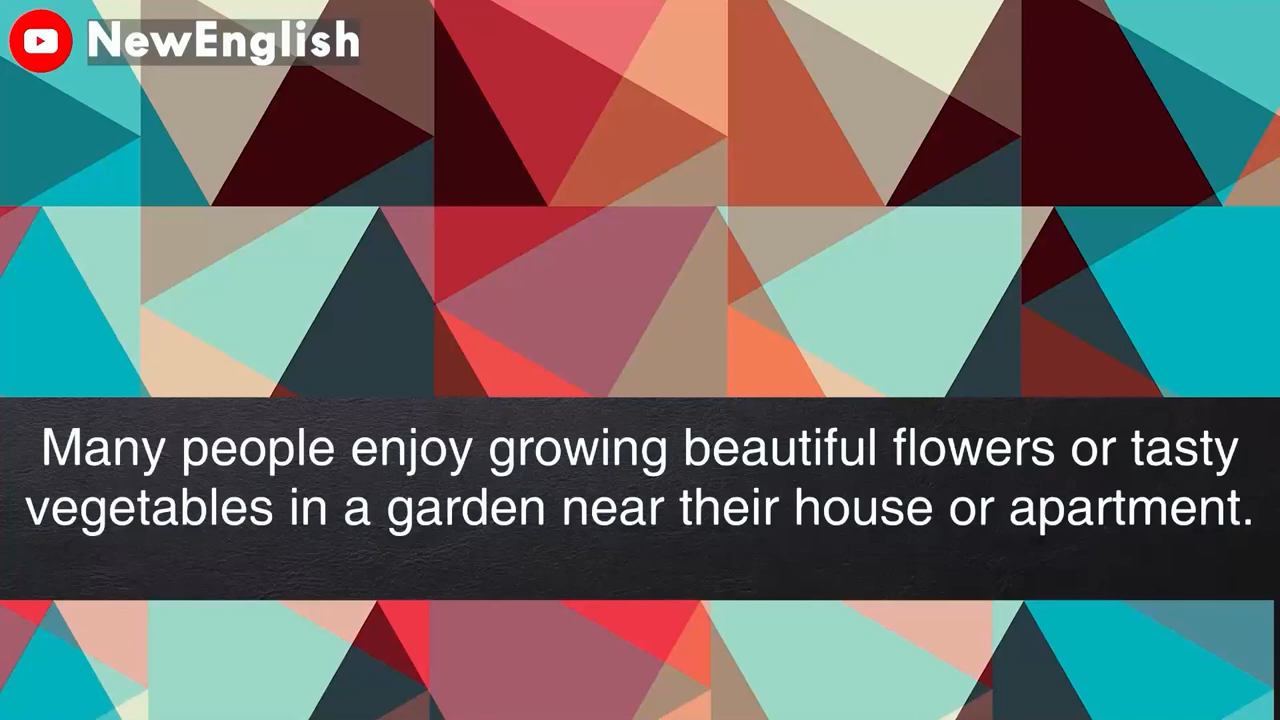 NewEnglish
Many people enjoy growing beautiful flowers or tasty
vegetables in a garden near their house or apartment.